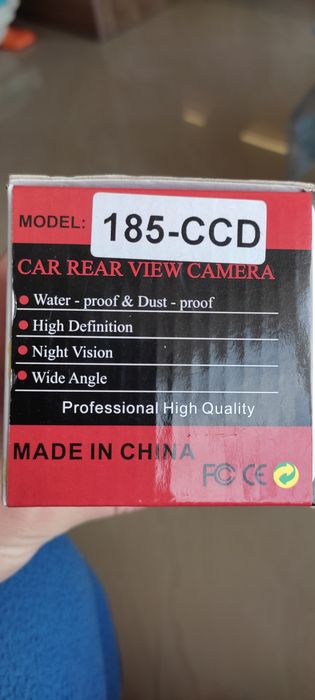 MODEL: 185-CCD
CAR REAR VIEW CAMERA
Water - proof & Dust - proof
High Definition
Night Vision
Wide Angle
Professional High Quality
MADE IN CHINA
FC CE